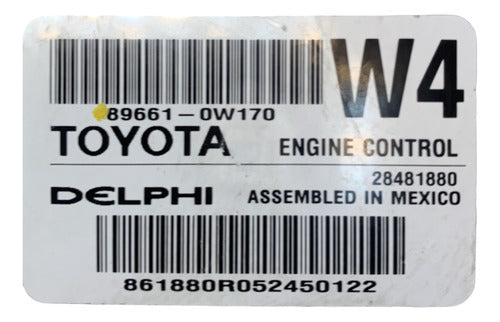 W4
89661-0W170
TOYOTA ENGINE CONTROL
28481880
DELPHI ASSEMBLED IN MEXICO
861880R052450122